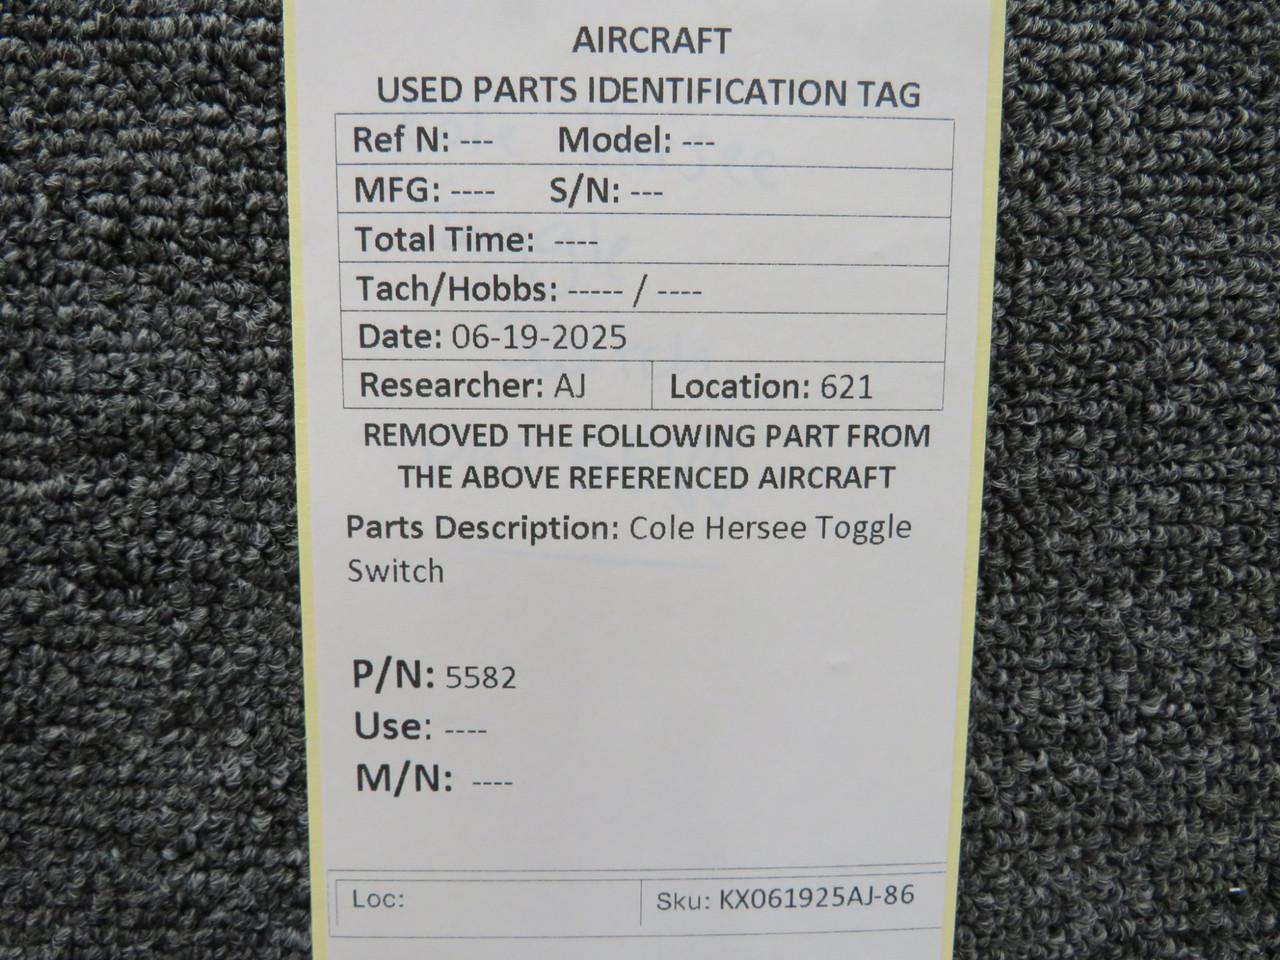 AIRCRAFT
USED PARTS IDENTIFICATION TAG
Ref N: --- Model: ---
MFG: ---- S/N: ---
Total Time: ----
Tach/Hobbs: ----- / ----
Date: 06-19-2025
Researcher: AJ Location: 621
REMOVED THE FOLLOWING PART FROM
THE ABOVE REFERENCED AIRCRAFT
Parts Description: Cole Hersee Toggle
Switch
P/N: 5582
Use: ----
M/N: ----
Loc: Sku: KX061925AJ-86